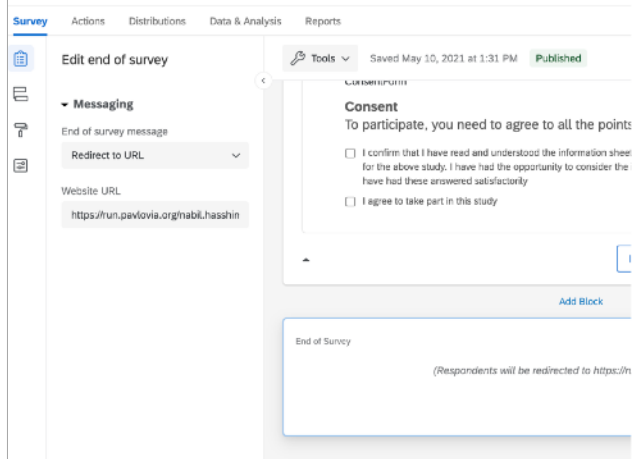 Survey Actions Distributions Data & Analysis Reports
Edit end of survey
Messaging
End of survey message
Redirect to URL
Website URL
https://run.pavlovia.org/nabil.hasshin
Tools Saved May 10, 2021 at 1:31 PM Published
ConsentForm
Consent
To participate, you need to agree to all the points
I confirm that I have read and understood the information shee
for the above study. I have had the opportunity to consider the
have had these answered satisfactorily
I agree to take part in this study
Add Block
End of Survey
(Respondents will be redirected to https://ru